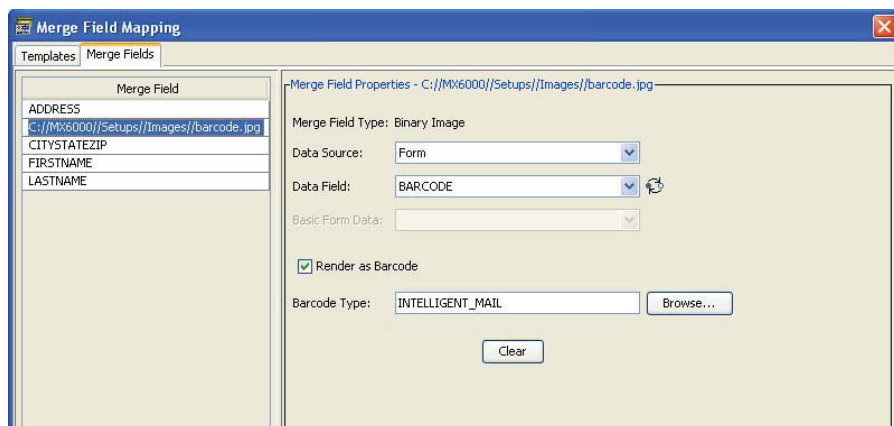 Merge Field Mapping
Templates
Merge Fields
Merge Field
ADDRESS
C://MX6000//Setups//Images//barcode.jpg
CITYSTATEZIP
FIRSTNAME
LASTNAME
Merge Field Properties - C://MX6000//Setups//Images//barcode.jpg
Merge Field Type: Binary Image
Data Source: Form
Data Field: BARCODE
Basic Form Data:
Render as Barcode
Barcode Type: INTELLIGENT_MAIL Browse...
Clear